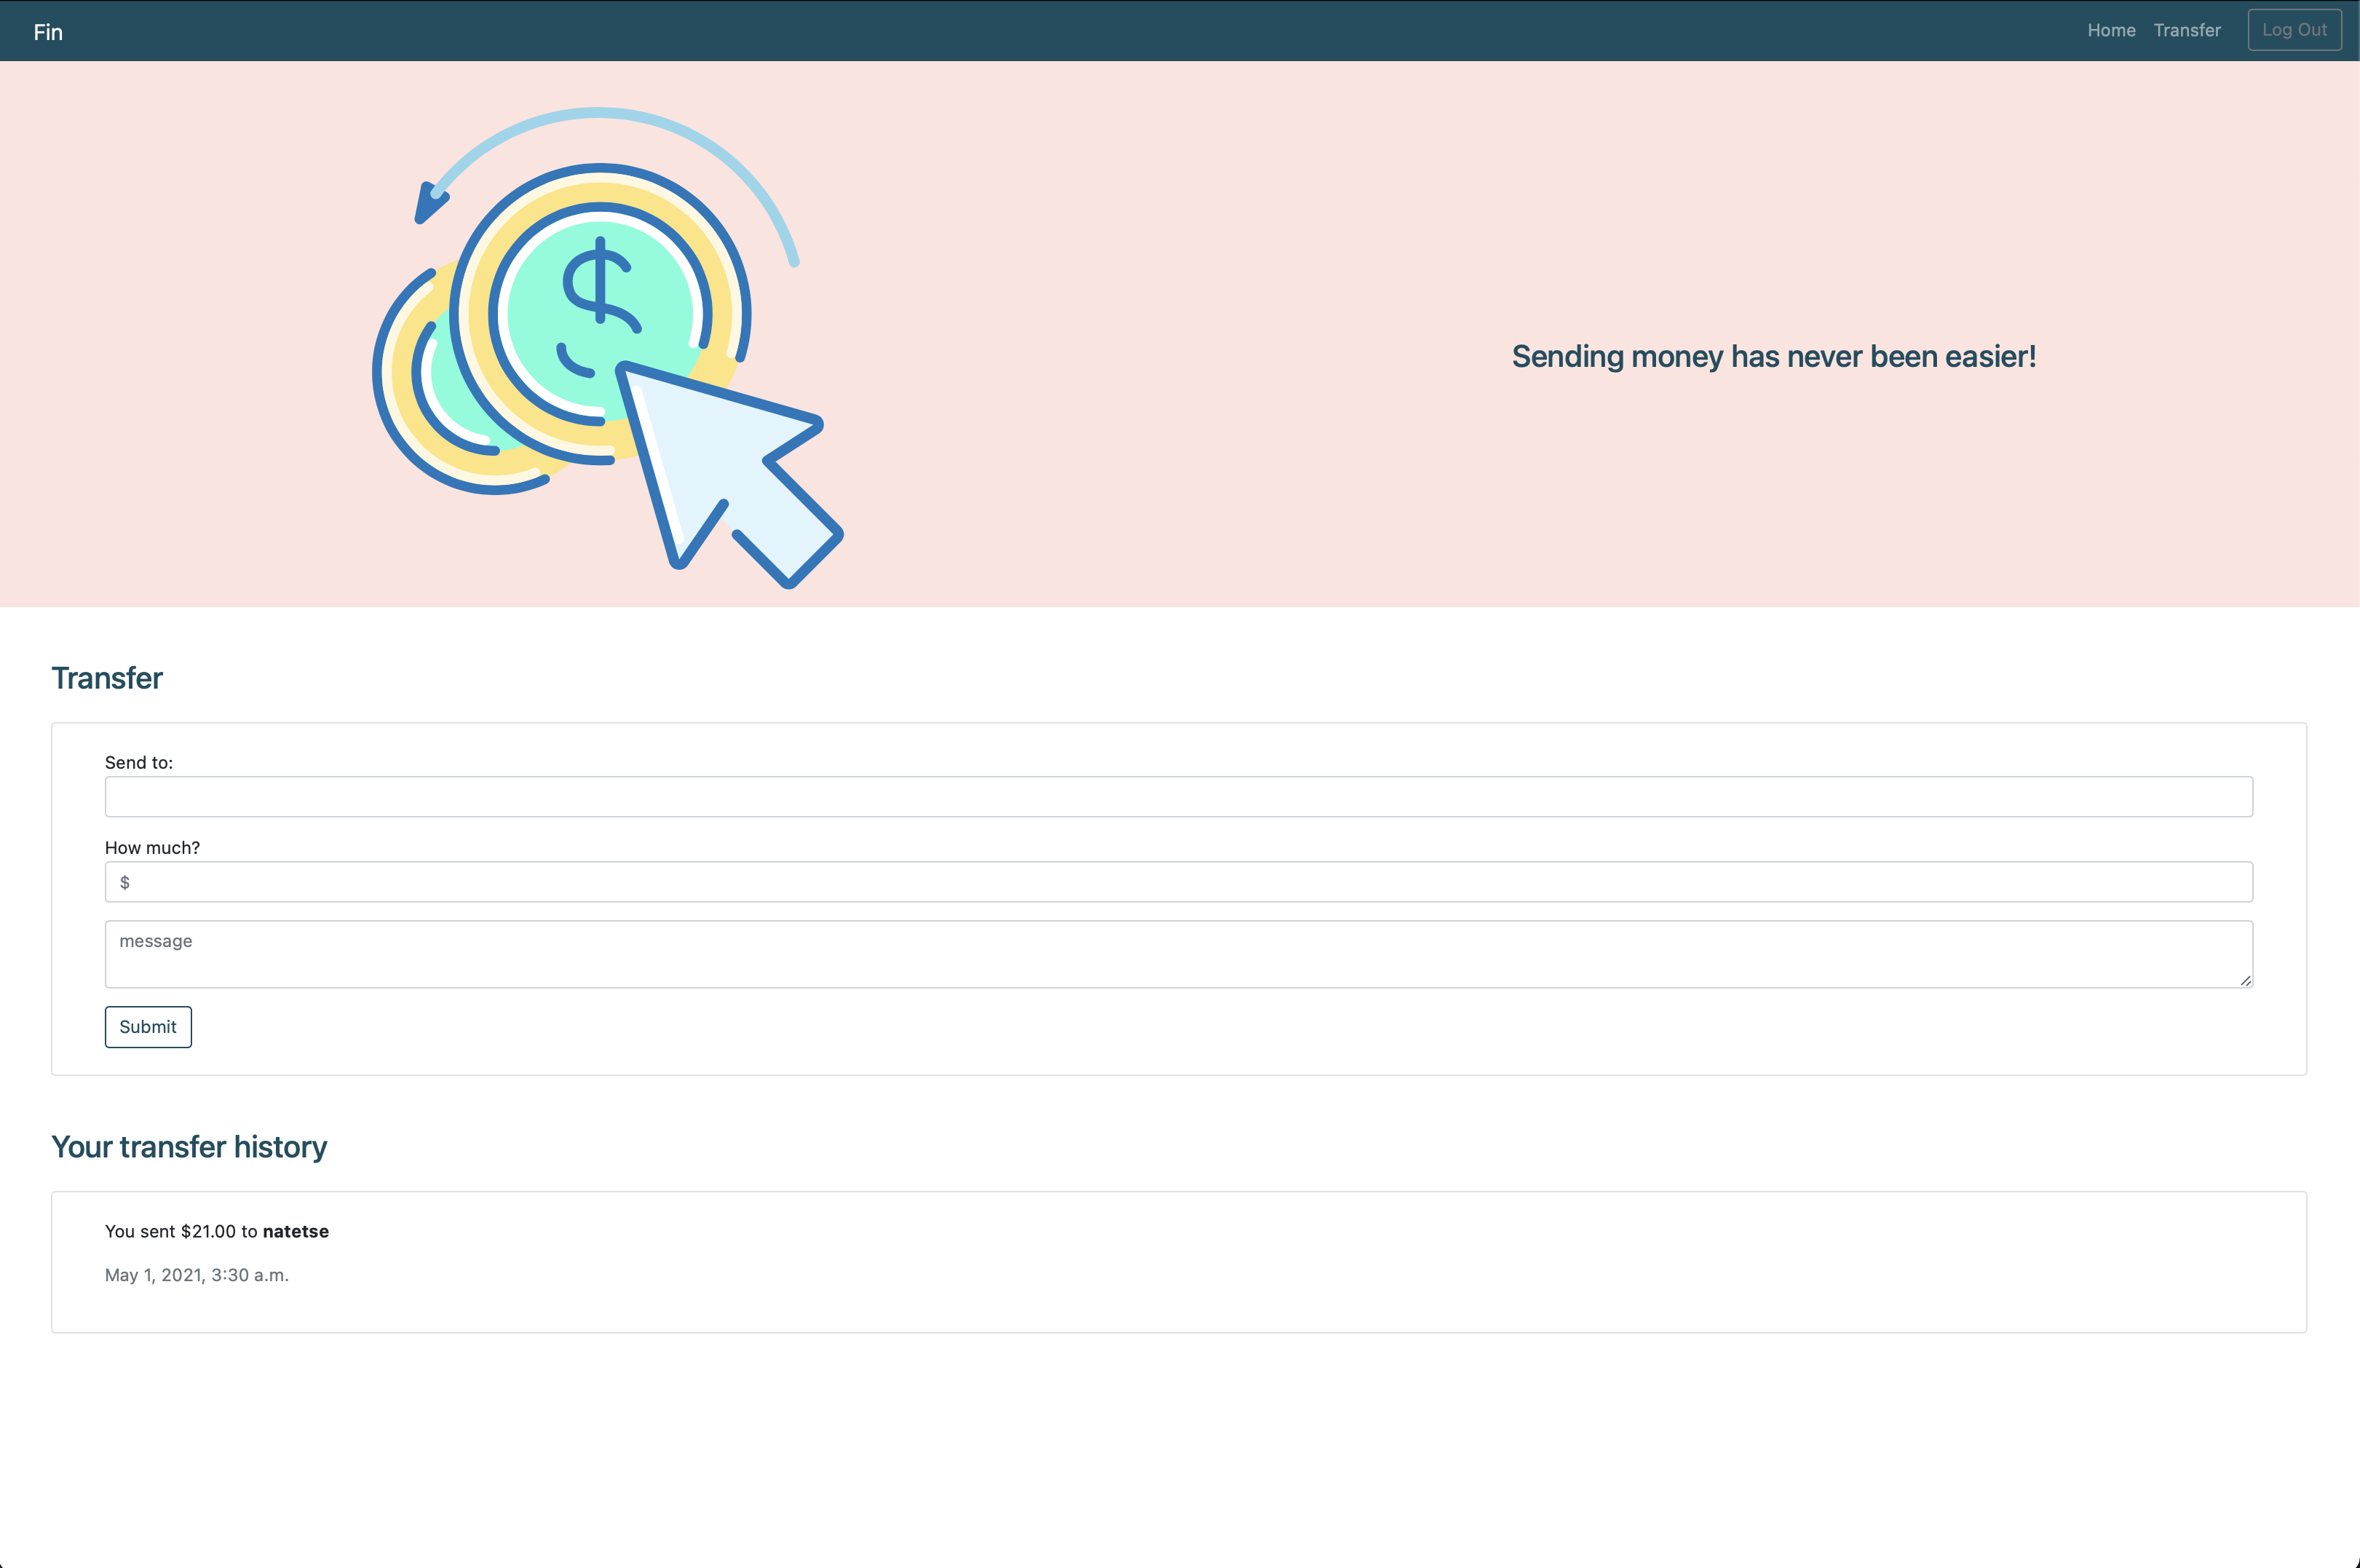 Fin
Home
Transfer
Log Out
Sending money has never been easier!
Transfer
Send to:
How much?
$
message
Submit
Your transfer history
You sent $21.00 to natetse
May 1, 2021, 3:30 a.m.